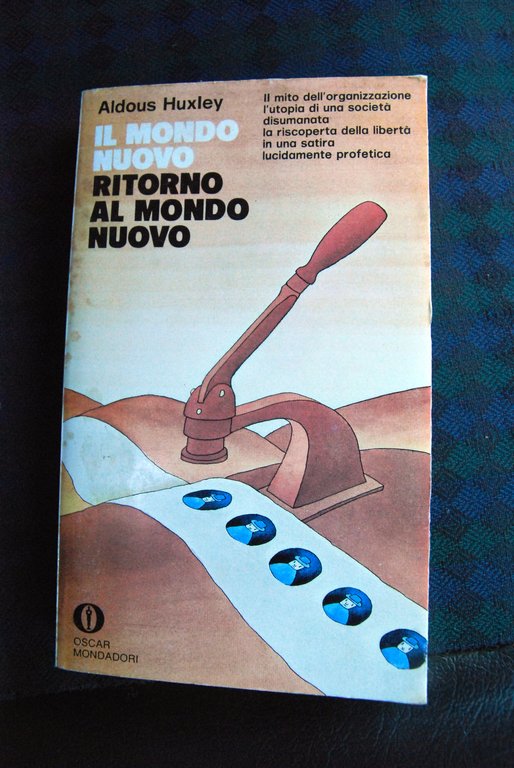 Aldous Huxley
IL MONDO
NUOVO
RITORNO
AL MONDO
NUOVO
Il mito dell'organizzazione
l'utopia di una società
disumanata
la riscoperta della libertà
in una satira
lucidamente profetica
OSCAR
MONDADORI